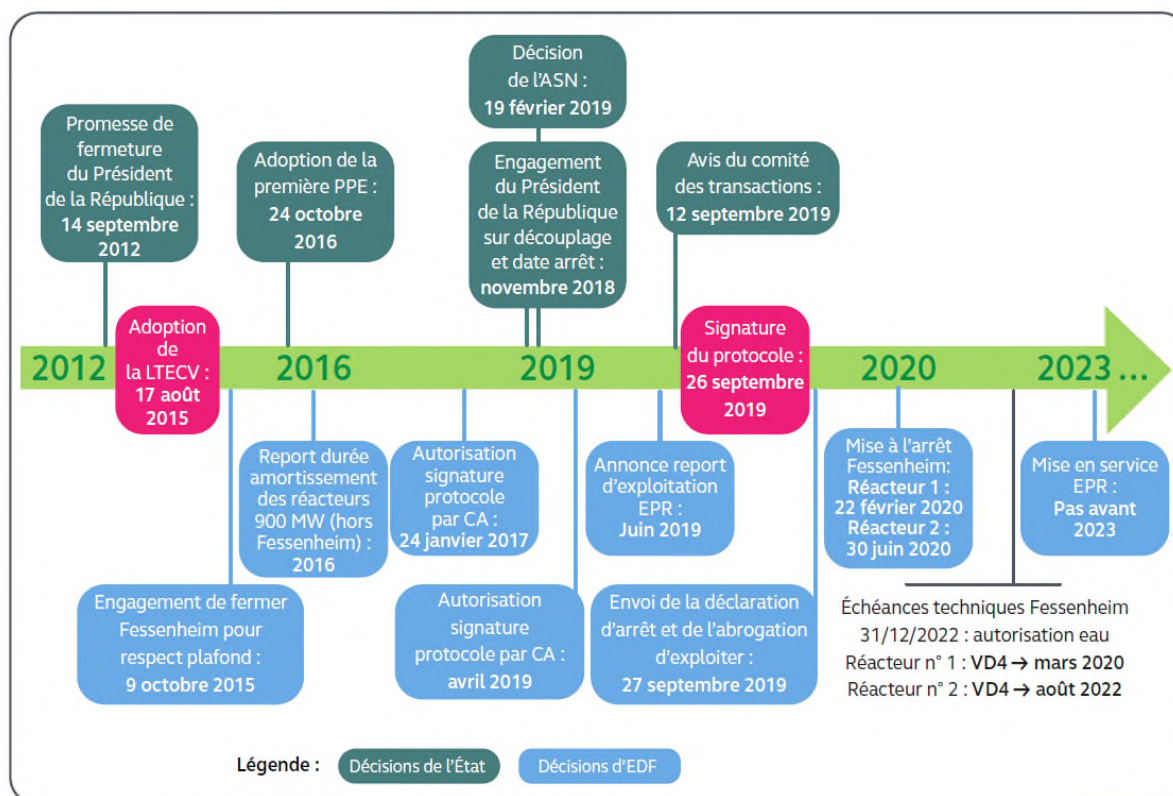 Décision
de l'ASN :
19 février 2019
Promesse de
fermeture
du Président
de la République :
14 septembre
2012
Adoption de la
première PPE :
24 octobre
2016
Engagement
du Président
de la République
sur découplage
et date arrêt :
novembre 2018
Avis du comité
des transactions :
12 septembre 2019
2012
Adoption
de
la LTECV :
17 août
2015
2016
2019
Signature
du protocole :
26 septembre
2019
2020
2023 ...
Report durée
amortissement
des réacteurs
900 MW (hors
Fessenheim) :
2016
Autorisation
signature
protocole
par CA :
24 janvier 2017
Annonce report
d'exploitation
EPR :
Juin 2019
Mise à l'arrêt
Fessenheim:
Réacteur 1 :
22 février 2020
Réacteur 2 :
30 juin 2020
Mise en service
EPR :
Pas avant
2023
Engagement de fermer
Fessenheim pour
respect plafond :
9 octobre 2015
Autorisation
signature
protocole par CA :
avril 2019
Envoi de la déclaration
d'arrêt et de l'abrogation
d'exploiter :
27 septembre 2019
Échéances techniques Fessenheim
31/12/2022 : autorisation eau
Réacteur n° 1 : VD4 → mars 2020
Réacteur n° 2 : VD4 → août 2022
Légende : Décisions de l'État Décisions d'EDF